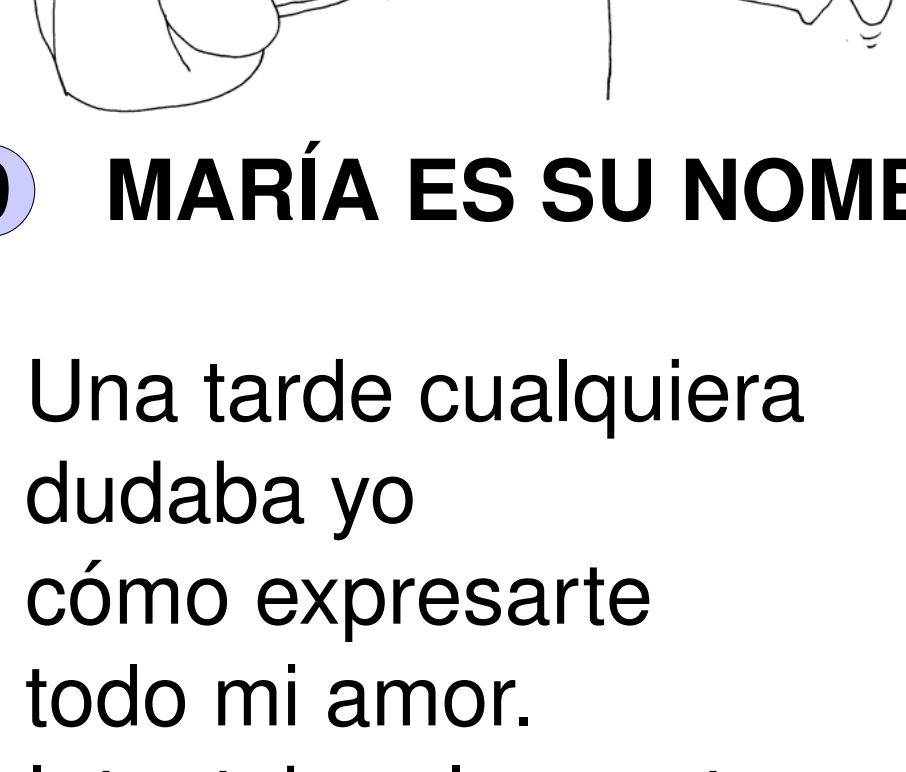 MARÍA ES SU
Una tarde cualquiera
dudaba yo
cómo expresarte
todo mi amor.